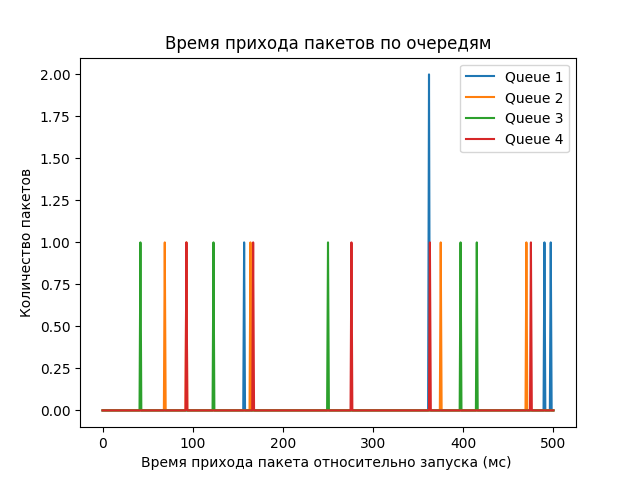 Время прихода пакетов по очередям
Количество пакетов
2.00
1.75
1.50
1.25
1.00
0.75
0.50
0.25
0.00
Queue 1
Queue 2
Queue 3
Queue 4
0 100 200 300 400 500
Время прихода пакета относительно запуска (мс)